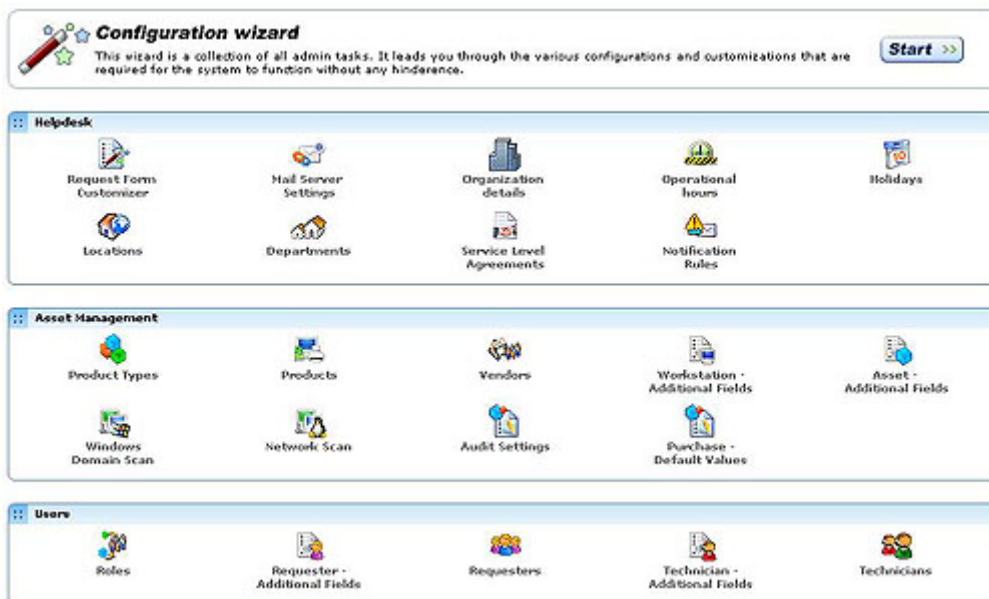 Configuration wizard
This wizard is a collection of all admin tasks. It leads you through the various configurations and customizations that are
required for the system to function without any hinderence.
Start >>
Helpdesk
Request Form
Customizer
Mail Server
Settings
Organization
details
Operational
hours
Holidays
Locations
Departments
Service Level
Agreements
Notification
Rules
Asset Management
Product Types
Products
Vendors
Workstation -
Additional Fields
Asset -
Additional Fields
Windows
Domain Scan
Network Scan
Audit Settings
Purchase -
Default Values
Users
Roles
Requester -
Additional Fields
Requesters
Technician -
Additional Fields
Technicians